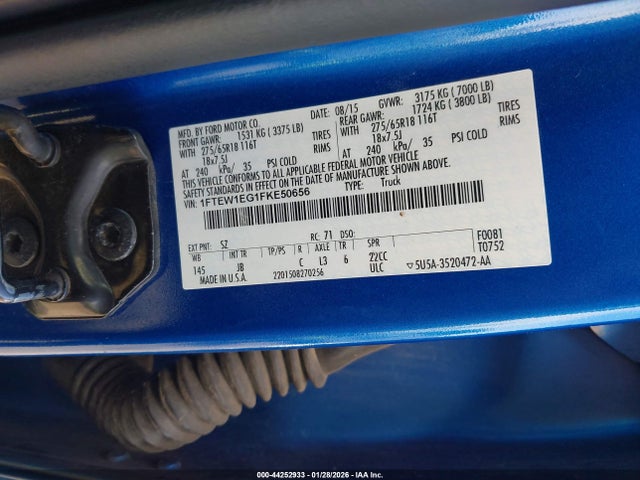 MFD. BY FORD MOTOR CO.
DATE: 08/15 GVWR: 3175 KG ( 7000 LB)
FRONT GAWR: 1531 KG ( 3375 LB) REAR GAWR: 1724 KG ( 3800 LB)
WITH 275/65R18 116T TIRES WITH 275/65R18 116T TIRES
18x7.5J RIMS 18x7.5J RIMS
AT 240 kPa/ 35 PSI COLD AT 240 kPa/ 35 PSI COLD
THIS VEHICLE CONFORMS TO ALL APPLICABLE FEDERAL MOTOR VEHICLE
SAFETY STANDARDS IN EFFECT ON THE DATE OF MANUFACTURE SHOWN ABOVE.
VIN: 1FTEW1EG1FKE50656 TYPE: Truck
EXT PNT: SZ RC: 71 DSO: F0081
WB INT TR TP/PS R AXLE TR SPR T0752
145 JB C L3 6 22CC
MADE IN U.S.A. 2201508270256 ULC ▽5U5A-3520472-AA
000-44252933 - 01/28/2026 - IAA Inc.